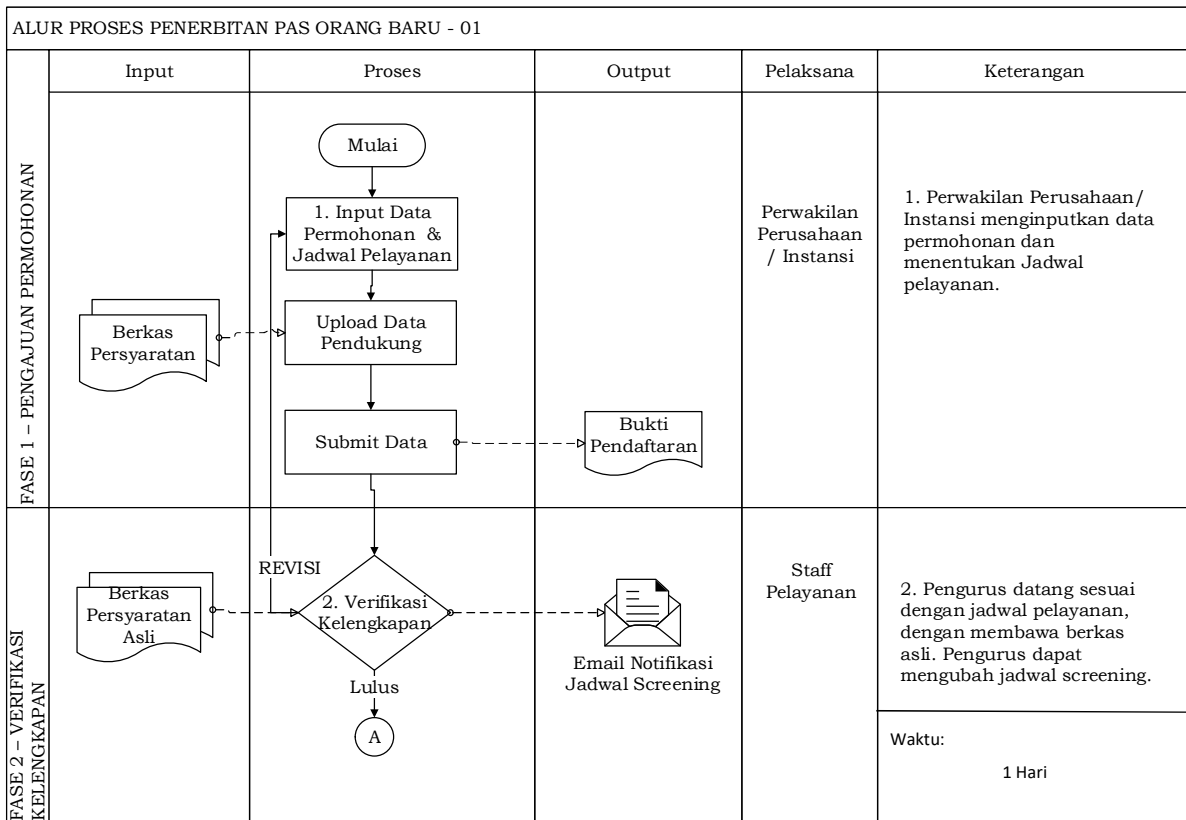 ALUR PROSES PENERBITAN PAS ORANG BARU - 01
Input
Proses
Output
Pelaksana
Keterangan
FASE 1 – PENGAJUAN PERMOHONAN
Mulai
1. Input Data
Permohonan &
Jadwal Pelayanan
Berkas
Persyaratan
Upload Data
Pendukung
Submit Data
Bukti
Pendaftaran
Perwakilan
Perusahaan
/ Instansi
1. Perwakilan Perusahaan/
Instansi menginputkan data
permohonan dan
menentukan Jadwal
pelayanan.
FASE 2 – VERIFIKASI
KELENGKAPAN
Berkas
Persyaratan
Asli
REVISI
2. Verifikasi
Kelengkapan
Lulus
A
Email Notifikasi
Jadwal Screening
Staff
Pelayanan
2. Pengurus datang sesuai
dengan jadwal pelayanan,
dengan membawa berkas
asli. Pengurus dapat
mengubah jadwal screening.
Waktu:
1 Hari